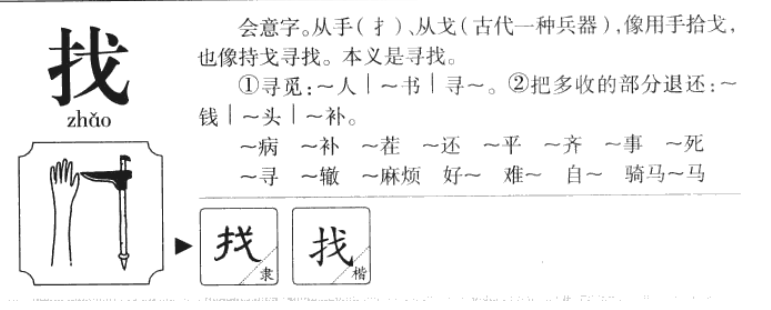 找
zhǎo
会意字。从手(扌)、从戈(古代一种兵器),像用手拾戈,
也像持戈寻找。本义是寻找。
①寻觅:~人|~书|寻~。②把多收的部分退还:~
钱|~头|~补。
~病 ~补 ~茬 ~还 ~平 ~齐 ~事 ~死
~寻 ~辙 ~麻烦 好~ 难~ 自~ 骑马~马
找 隶
找 楷